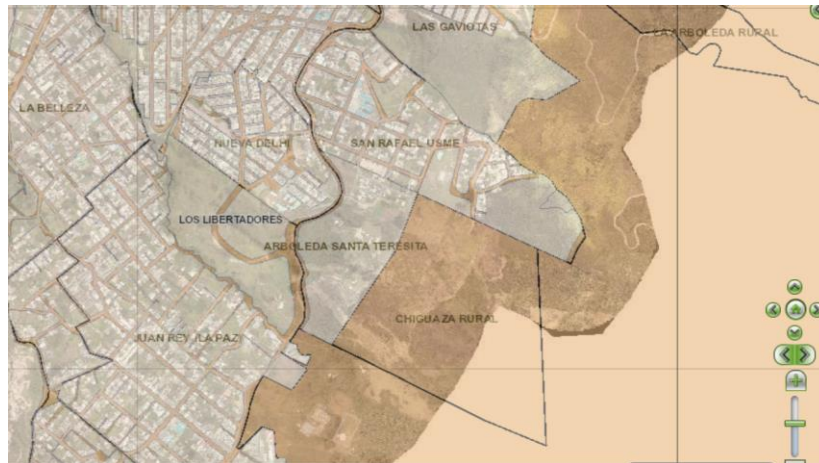 LAS GAVIOTAS
LA ARBOLEDA RURAL
LA BELLEZA
NUEVA DELHI
SAN RAFAEL USME
LOS LIBERTADORES
ARBOLEDA SANTA TERESITA
CHIGUAZA RURAL
JUAN REY (LA PAZ)